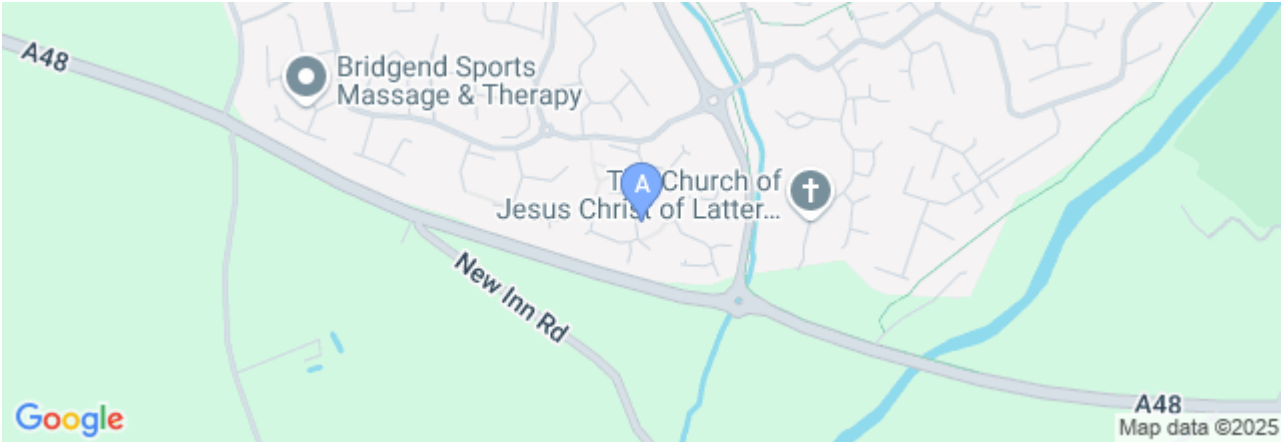 A48
Bridgend Sports
Massage & Therapy
A
Church of
Jesus Christ of Latter...
New Inn Rd
A48
Google
Map data ©2025